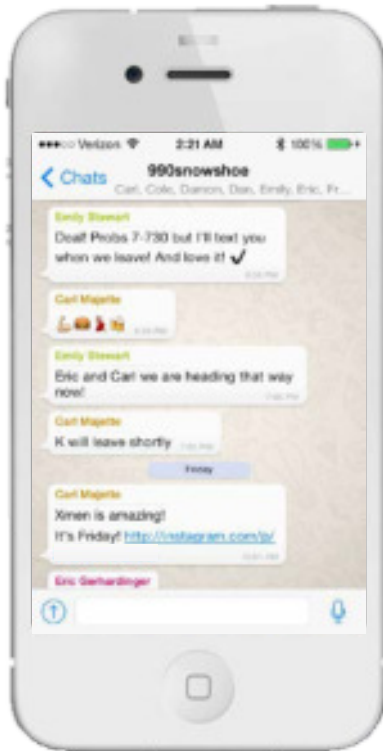 Verizon 2:21 AM 100%
Chats 990snowshoe
Carl, Cole, Damon, Dan, Emily, Eric, Fr...
Emily Stewart
Deal! Probs 7-730 but I'll text you
when we leave! And love it! ✔
Carl Majette
Emily Stewart
Eric and Carl we are heading that way
now!
Carl Majette
K will leave shortly
Friday
Carl Majette
Xmen is amazing!
It's Friday! http://instagram.com/p/
Eric Gerhardinger